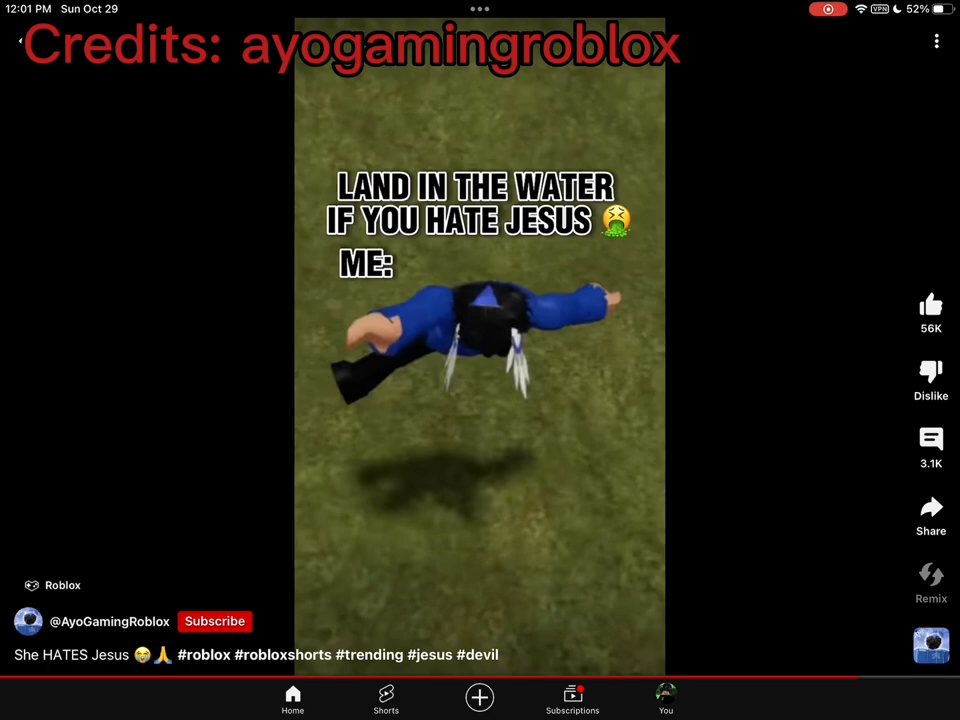 12:01 PM Sun Oct 29
VPN 52%
Credits: ayogamingroblox
LAND IN THE WATER
IF YOU HATE JESUS 🤮
ME:
56K
Dislike
3.1K
Share
Remix
Roblox
@AyoGamingRoblox Subscribe
She HATES Jesus 😭🙏 #roblox #robloxshorts #trending #jesus #devil
Home Shorts Subscriptions You